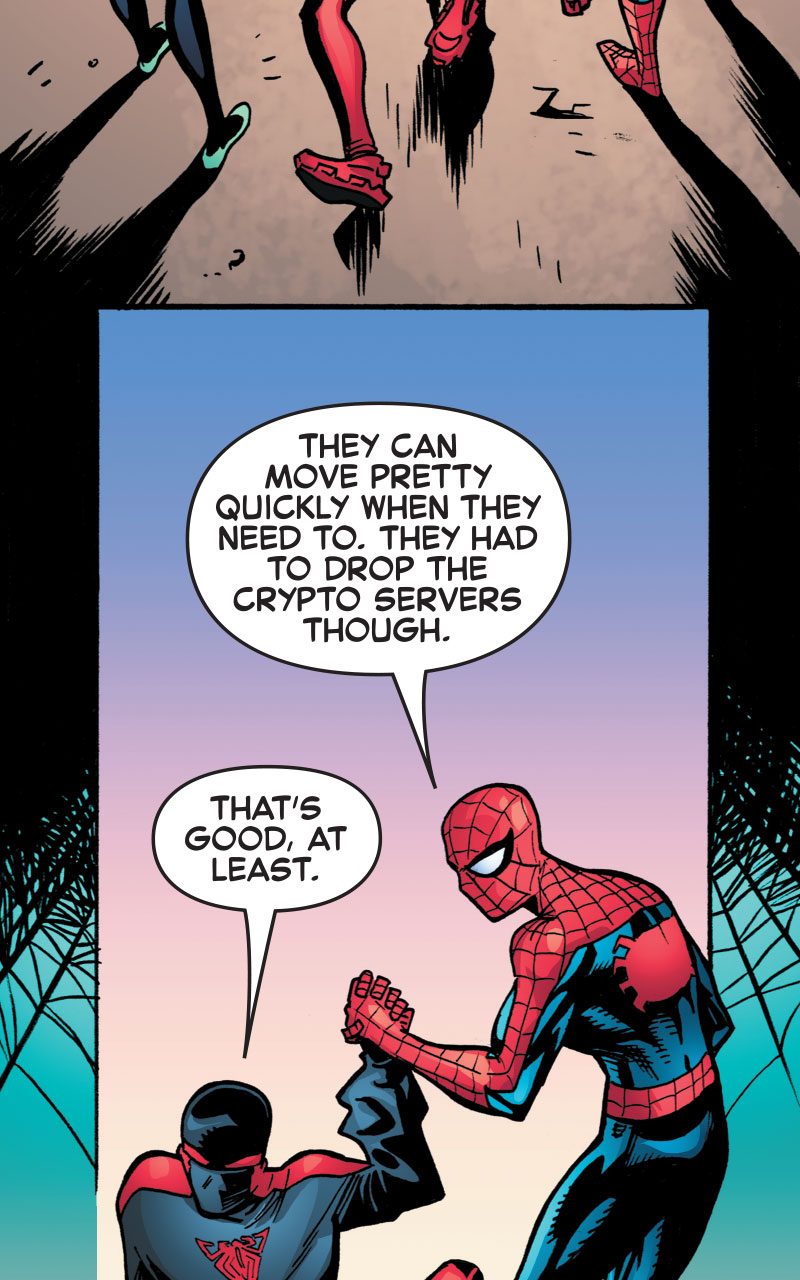 THEY CAN
MOVE PRETTY
QUICKLY WHEN THEY
NEED TO. THEY HAD
TO DROP THE
CRYPTO SERVERS
THOUGH.
THAT'S
GOOD, AT
LEAST.